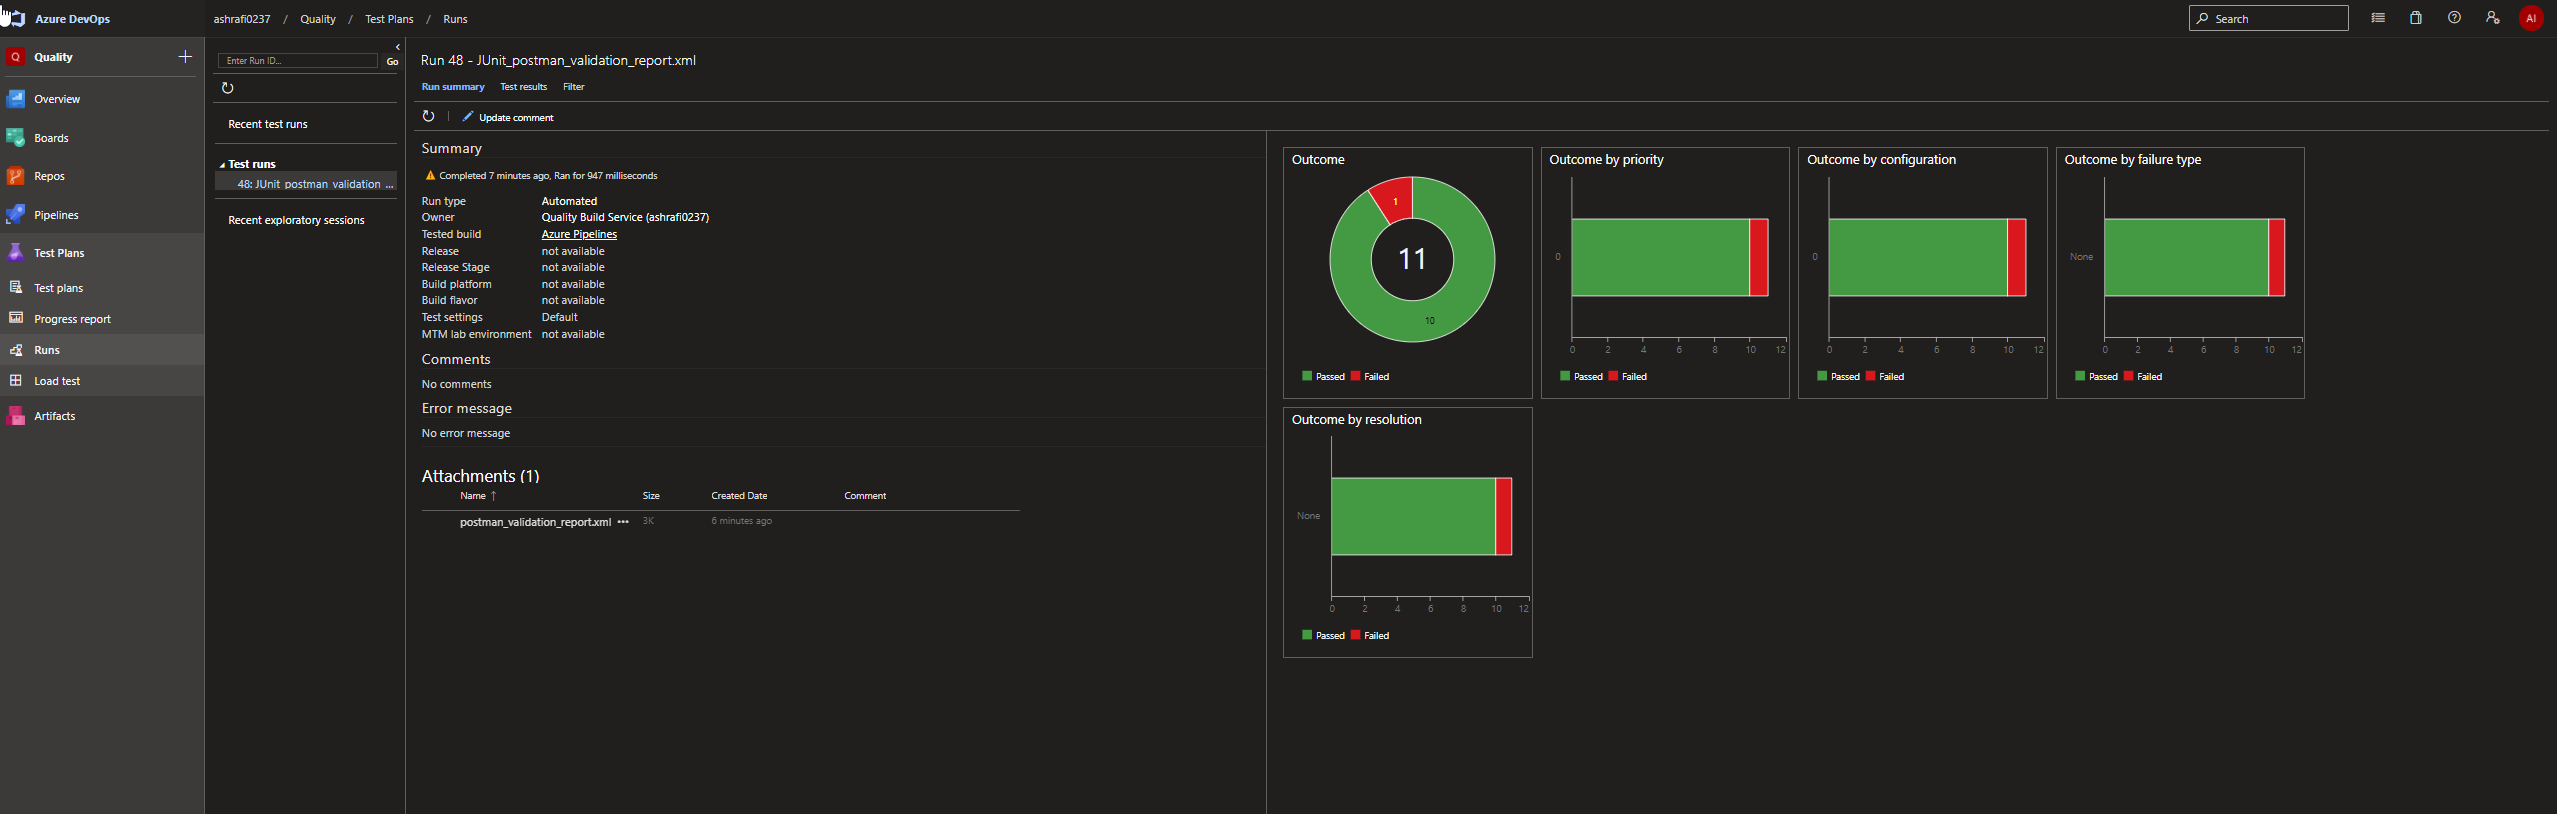 Azure DevOps
ashrafi0237 / Quality / Test Plans / Runs
Search
AI
Q Quality
Overview
Boards
Repos
Pipelines
Test Plans
Test plans
Progress report
Runs
Load test
Artifacts
Enter Run ID...
Go
Recent test runs
Test runs
48: JUnit_postman_validation_...
Recent exploratory sessions
Run 48 - JUnit_postman_validation_report.xml
Run summary Test results Filter
Update comment
Summary
Completed 7 minutes ago, Ran for 947 milliseconds
Run type Automated
Owner Quality Build Service (ashrafi0237)
Tested build Azure Pipelines
Release not available
Release Stage not available
Build platform not available
Build flavor not available
Test settings Default
MTM lab environment not available
Comments
No comments
Error message
No error message
Attachments (1)
Name ↑ Size Created Date Comment
postman_validation_report.xml ••• 3K 6 minutes ago
Outcome
1
11
10
Passed Failed
Outcome by priority
0
0 2 4 6 8 10 12
Passed Failed
Outcome by configuration
0
0 2 4 6 8 10 12
Passed Failed
Outcome by failure type
None
0 2 4 6 8 10 12
Passed Failed
Outcome by resolution
None
0 2 4 6 8 10 12
Passed Failed